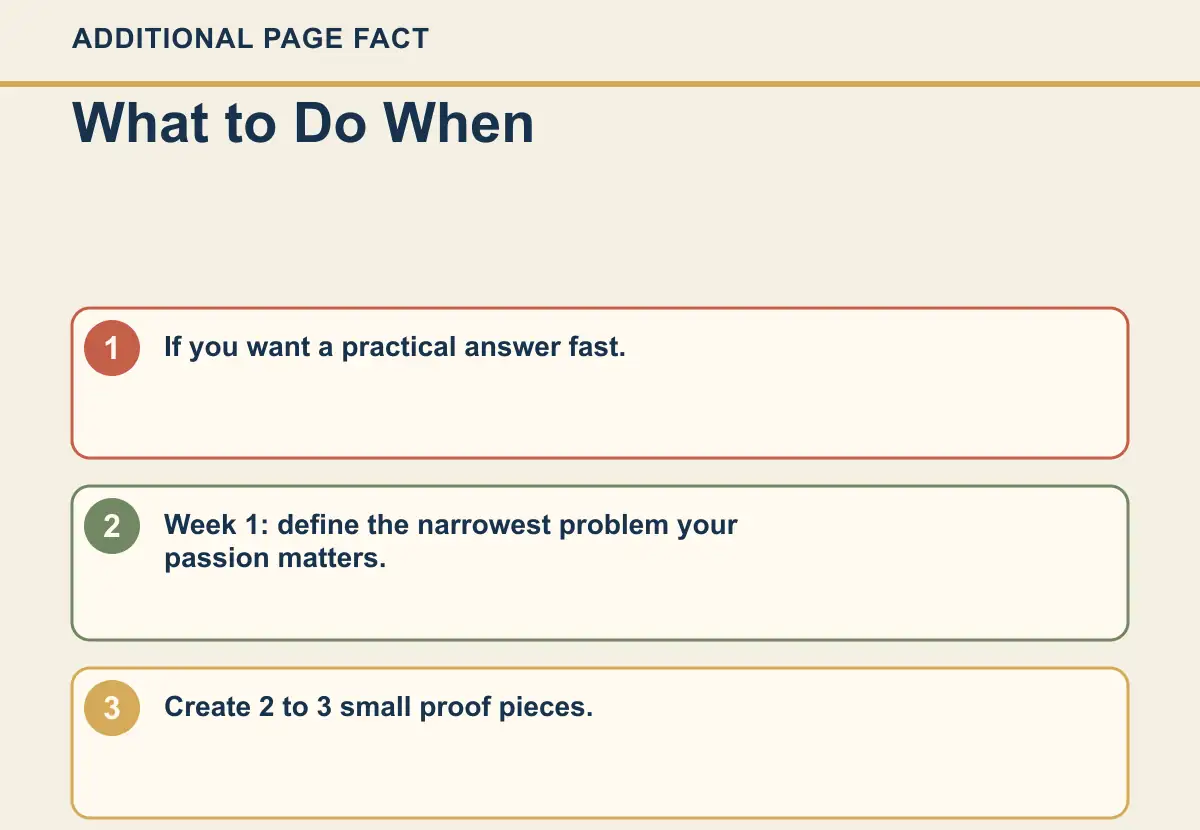 ADDITIONAL PAGE FACT
What to Do When
1
If you want a practical answer fast.
2
Week 1: define the narrowest problem your
passion matters.
3
Create 2 to 3 small proof pieces.